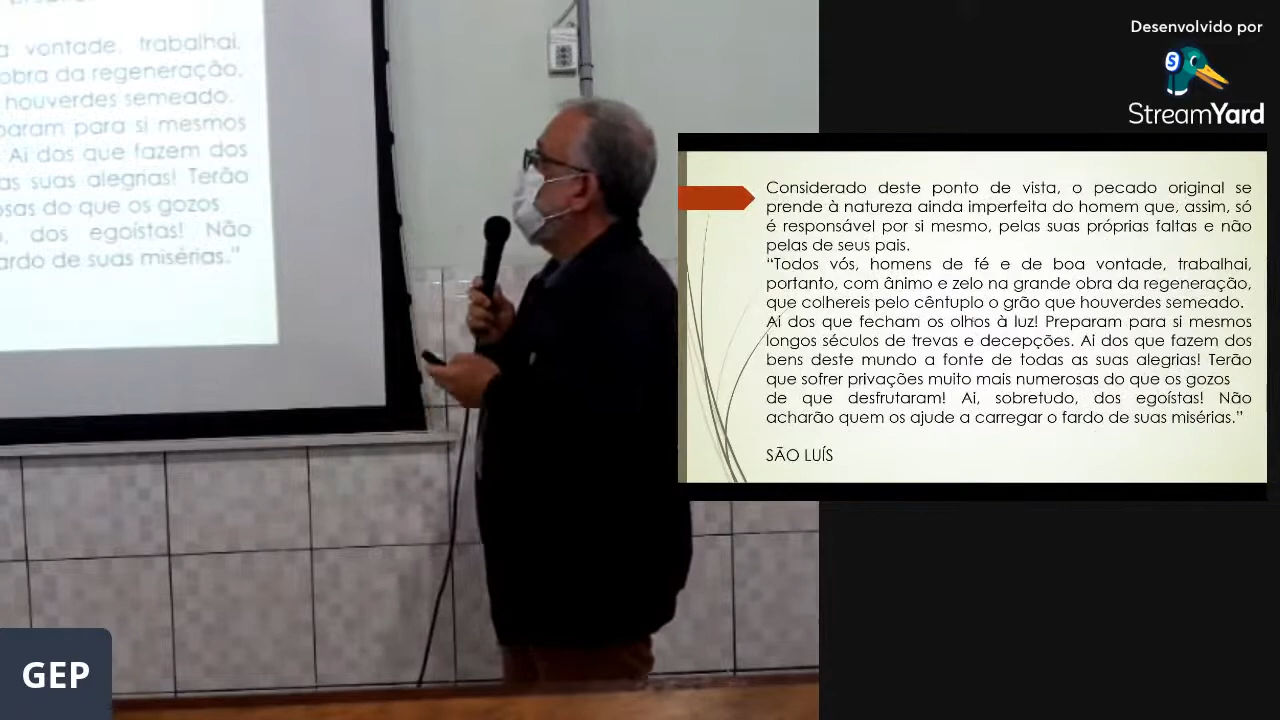 a vontade, trabalhai,
obra da regeneração,
houverdes semeado.
param para si mesmos
Ai dos que fazem dos
as suas alegrias! Terão
osas do que os gozos
o, dos egoístas! Não
ardo de suas misérias."
Desenvolvido por
S
StreamYard
Considerado deste ponto de vista, o pecado original se
prende à natureza ainda imperfeita do homem que, assim, só
é responsável por si mesmo, pelas suas próprias faltas e não
pelas de seus pais.
“Todos vós, homens de fé e de boa vontade, trabalhai,
portanto, com ânimo e zelo na grande obra da regeneração,
que colhereis pelo cêntuplo o grão que houverdes semeado.
Ai dos que fecham os olhos à luz! Preparam para si mesmos
longos séculos de trevas e decepções. Ai dos que fazem dos
bens deste mundo a fonte de todas as suas alegrias! Terão
que sofrer privações muito mais numerosas do que os gozos
de que desfrutaram! Ai, sobretudo, dos egoístas! Não
acharão quem os ajude a carregar o fardo de suas misérias.”
SÃO LUÍS
GEP